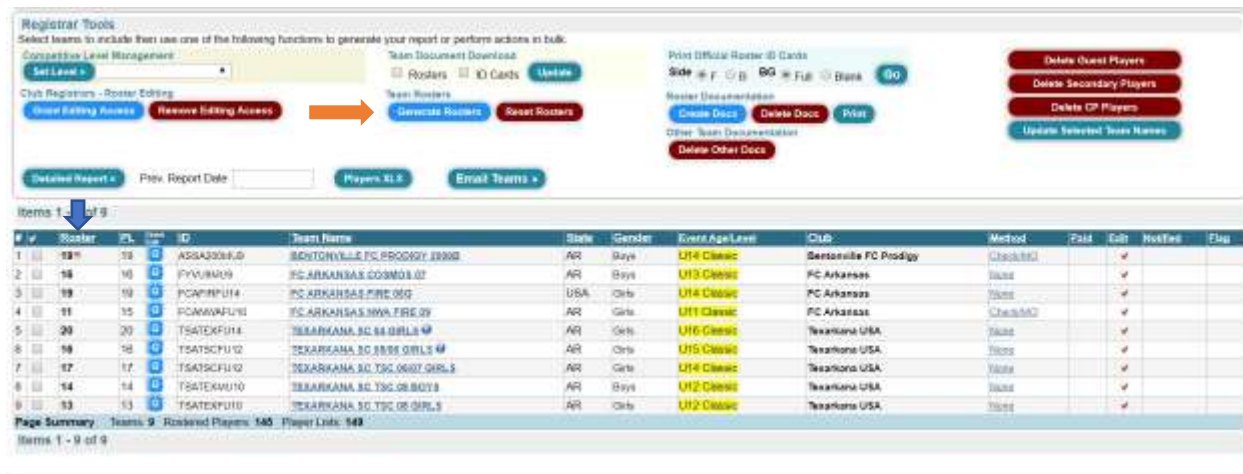 Registrar Tools
Select teams to include then use one of the following functions to generate your report or perform actions in bulk.
Competitive Level Management
Set Level »
Club Registrars - Roster Editing
Grant Editing Access Remove Editing Access
Team Document Download
Rosters ID Cards Update
Team Rosters
Generate Rosters Reset Rosters
Print Official Roster ID Cards
Side F B BG Full Blank Go
Roster Documentation
Create Docs Delete Docs Print
Other Team Documentation
Delete Other Docs
Delete Guest Players
Delete Secondary Players
Delete CP Players
Update Selected Team Names
Detailed Report » Prev. Report Date Players XLS Email Teams »
Items 1 - of 9
# Roster PL ID Team Name State Gender Event Age/Level Club Method Paid Edit Notified Flag
1 19 19 BENTONVILLE FC PRODIGY AR Boys U14 Classic Bentonville FC Prodigy Check/MO
2 16 16 FC ARKANSAS COSMOS 07 AR Boys U13 Classic FC Arkansas None
3 19 19 FC ARKANSAS FIRE 06G USA Girls U14 Classic FC Arkansas None
4 11 15 FC ARKANSAS NWA FIRE 09 AR Girls U11 Classic FC Arkansas Check/MO
5 20 20 TSATEXFU14 TEXARKANA SC 04 GIRLS AR Girls U16 Classic Texarkana USA None
6 16 16 TSATSCFU12 TEXARKANA SC 05/06 GIRLS AR Girls U15 Classic Texarkana USA None
7 17 17 TSATSCFU12 TEXARKANA SC TSC 06/07 GIRLS AR Girls U14 Classic Texarkana USA None
8 14 14 TSATEXMU10 TEXARKANA SC TSC 08 BOYS AR Boys U12 Classic Texarkana USA None
9 13 13 TSATEXFU10 TEXARKANA SC TSC 08 GIRLS AR Girls U12 Classic Texarkana USA None
Page Summary Teams: 9 Rostered Players: 145 Player Lists: 149
Items 1 - 9 of 9